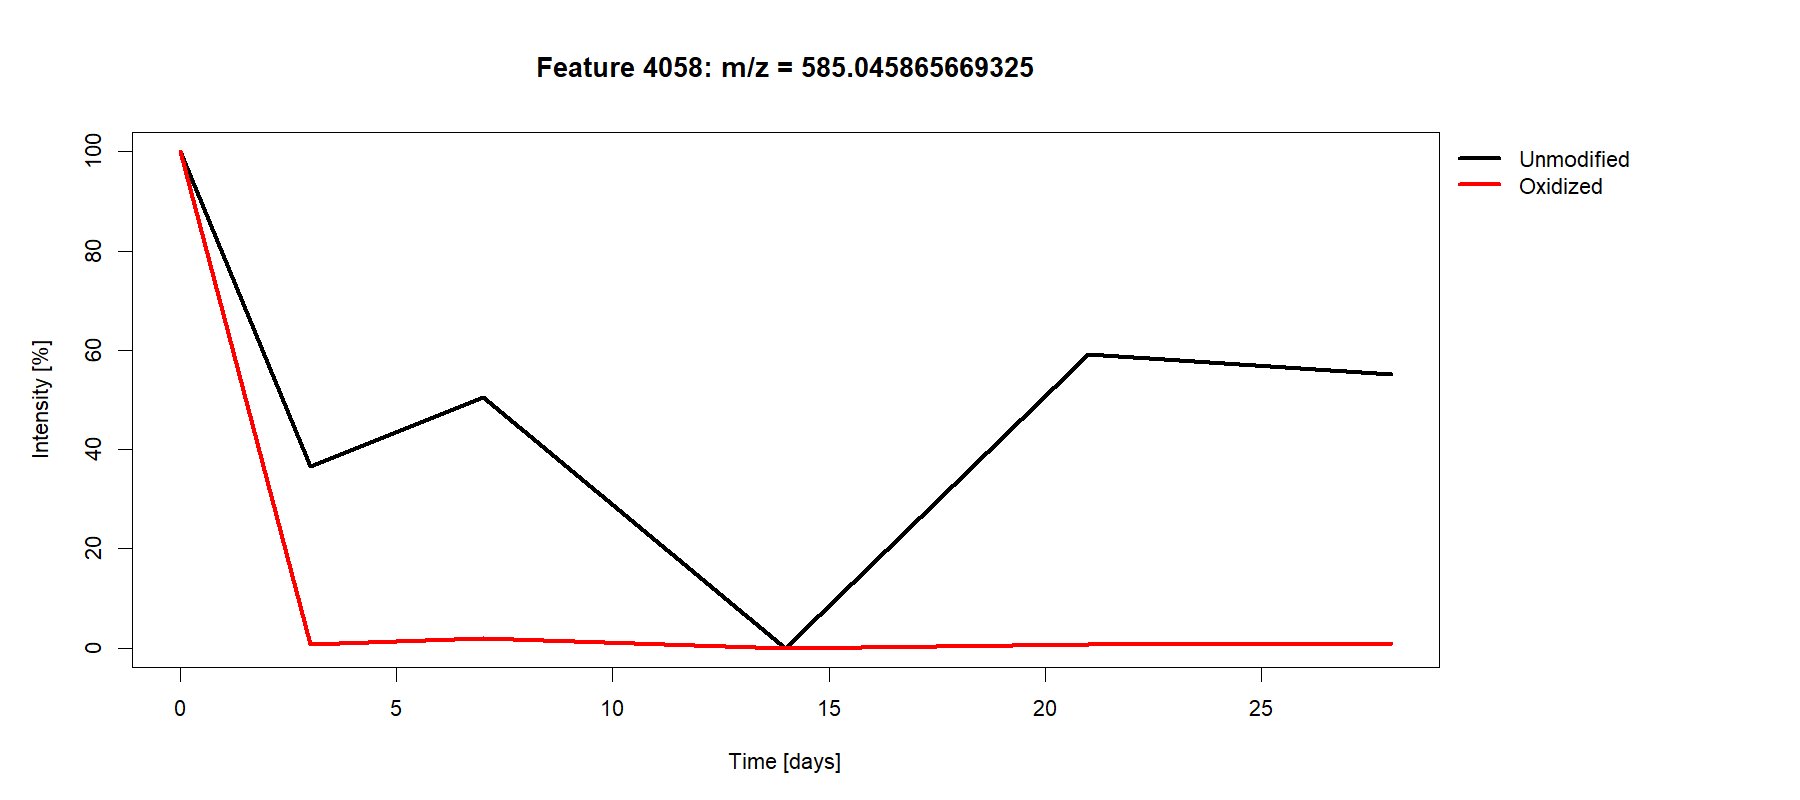 Feature 4058: m/z = 585.045865669325
Unmodified
Oxidized
Intensity [%]
100
80
60
40
20
0
0 5 10 15 20 25
Time [days]